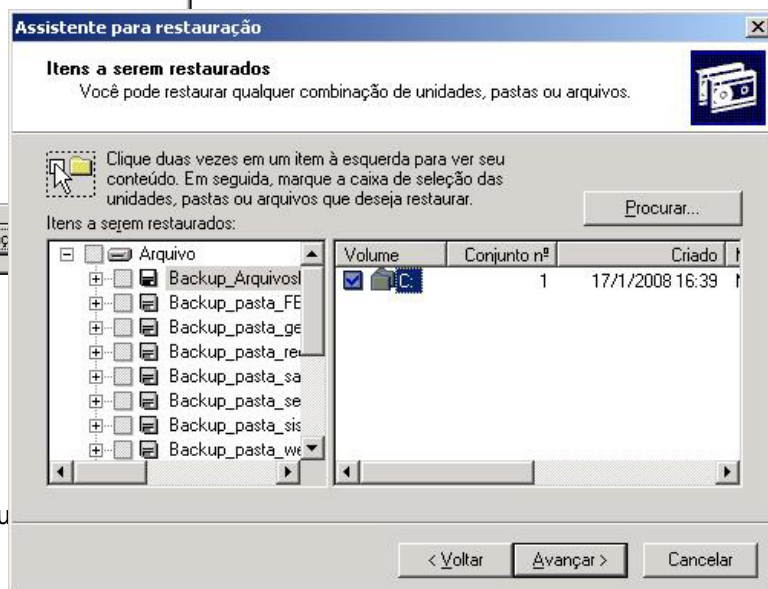 Assistente para restauração
Itens a serem restaurados
Você pode restaurar qualquer combinação de unidades, pastas ou arquivos.
Clique duas vezes em um item à esquerda para ver seu
conteúdo. Em seguida, marque a caixa de seleção das
unidades, pastas ou arquivos que deseja restaurar.
Procurar...
Itens a serem restaurados:
Arquivo
Backup_Arquivos
Backup_pasta_FE
Backup_pasta_ge
Backup_pasta_re
Backup_pasta_sa
Backup_pasta_se
Backup_pasta_sis
Backup_pasta_we
Volume Conjunto nº Criado
C: 1 17/1/2008 16:39
< Voltar Avançar > Cancelar